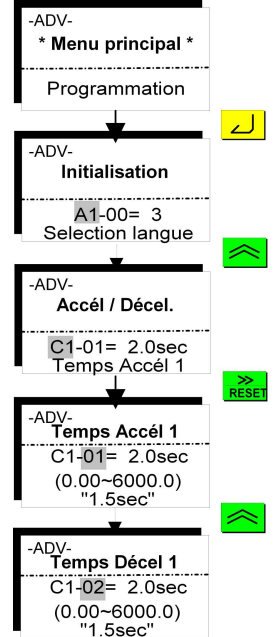 -ADV-
* Menu principal *
Programmation
-ADV-
Initialisation
A1-00= 3
Selection langue
-ADV-
Accél / Décel.
C1-01= 2.0sec
Temps Accél 1
RESET
-ADV-
Temps Accél 1
C1-01= 2.0sec
(0.00~6000.0)
"1.5sec"
-ADV-
Temps Décel 1
C1-02= 2.0sec
(0.00~6000.0)
"1.5sec"